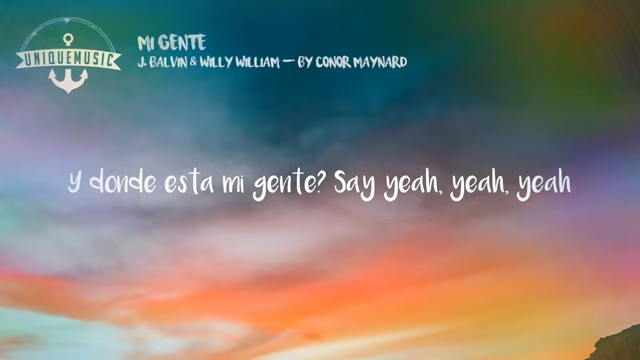 UNIQUEMUSIC
MI GENTE
J. BALVIN & WILLY WILLIAM — BY CONOR MAYNARD
Y donde esta mi gente? Say yeah, yeah, yeah